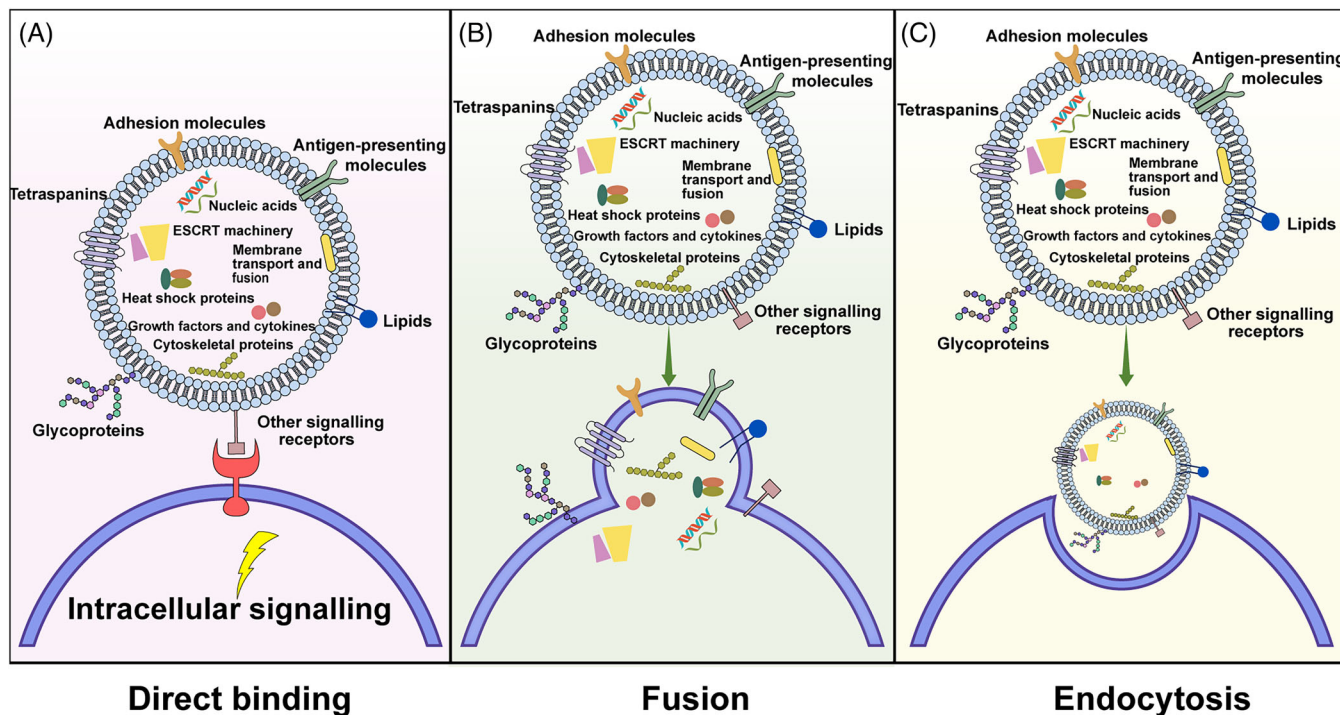 (A)
Adhesion molecules
Antigen-presenting
molecules
Tetraspanins
Nucleic acids
ESCRT machinery
Membrane
transport and
fusion
Heat shock proteins
Lipids
Growth factors and cytokines
Cytoskeletal proteins
Glycoproteins
Other signalling
receptors
Intracellular signalling
Direct binding
(B)
Adhesion molecules
Antigen-presenting
molecules
Tetraspanins
Nucleic acids
ESCRT machinery
Membrane
transport and
fusion
Heat shock proteins
Lipids
Growth factors and cytokines
Cytoskeletal proteins
Other signalling
receptors
Glycoproteins
Fusion
(C)
Adhesion molecules
Antigen-presenting
molecules
Tetraspanins
Nucleic acids
ESCRT machinery
Membrane
transport and
fusion
Heat shock proteins
Lipids
Growth factors and cytokines
Cytoskeletal proteins
Other signalling
receptors
Glycoproteins
Endocytosis